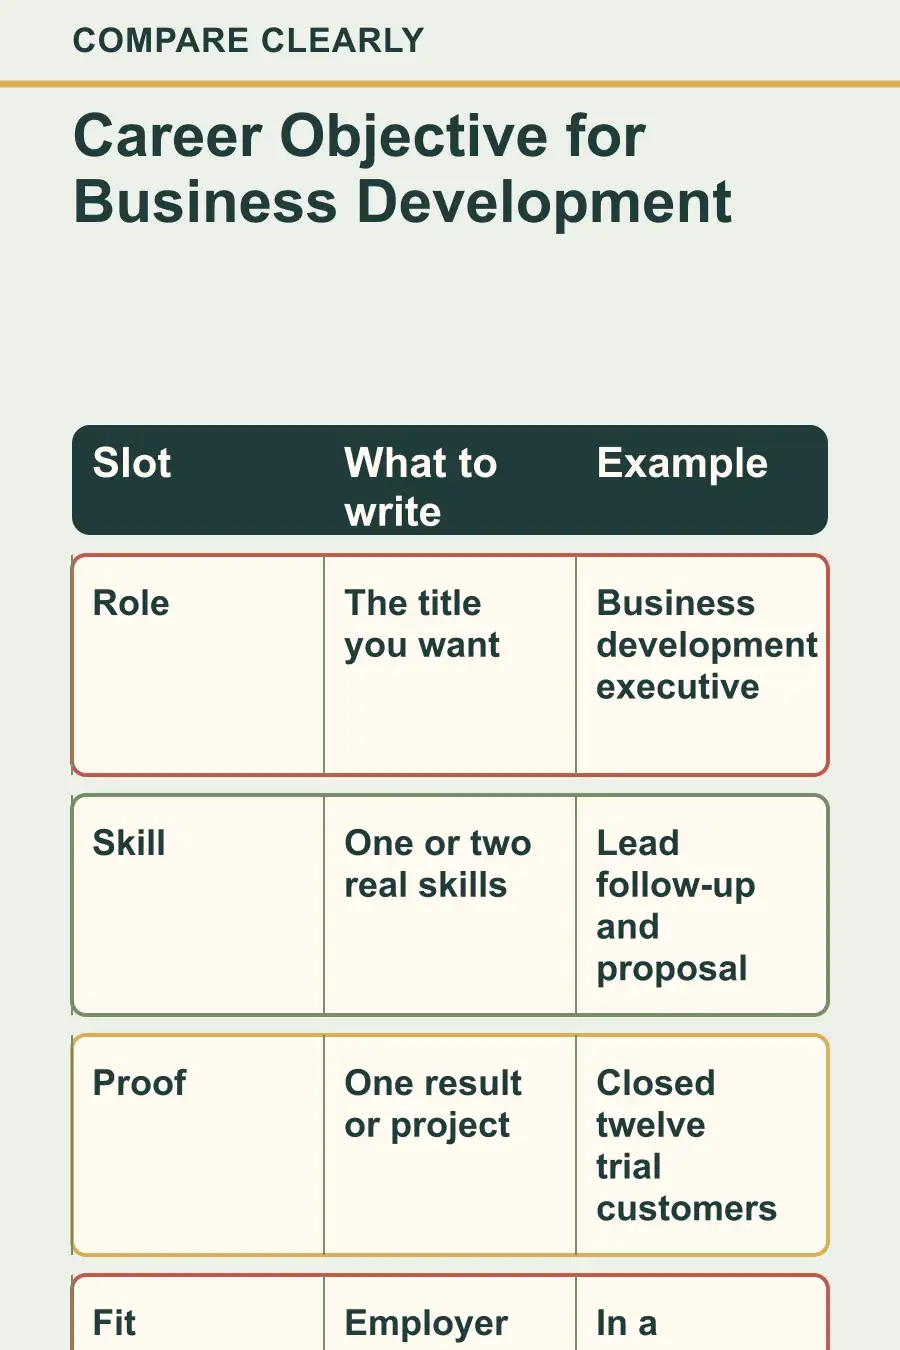 COMPARE CLEARLY
Career Objective for
Business Development
Slot
What to
write
Example
Role
The title
you want
Business
development
executive
Skill
One or two
real skills
Lead
follow-up
and
proposal
Proof
One result
or project
Closed
twelve
trial
customers
Fit
Employer
In a